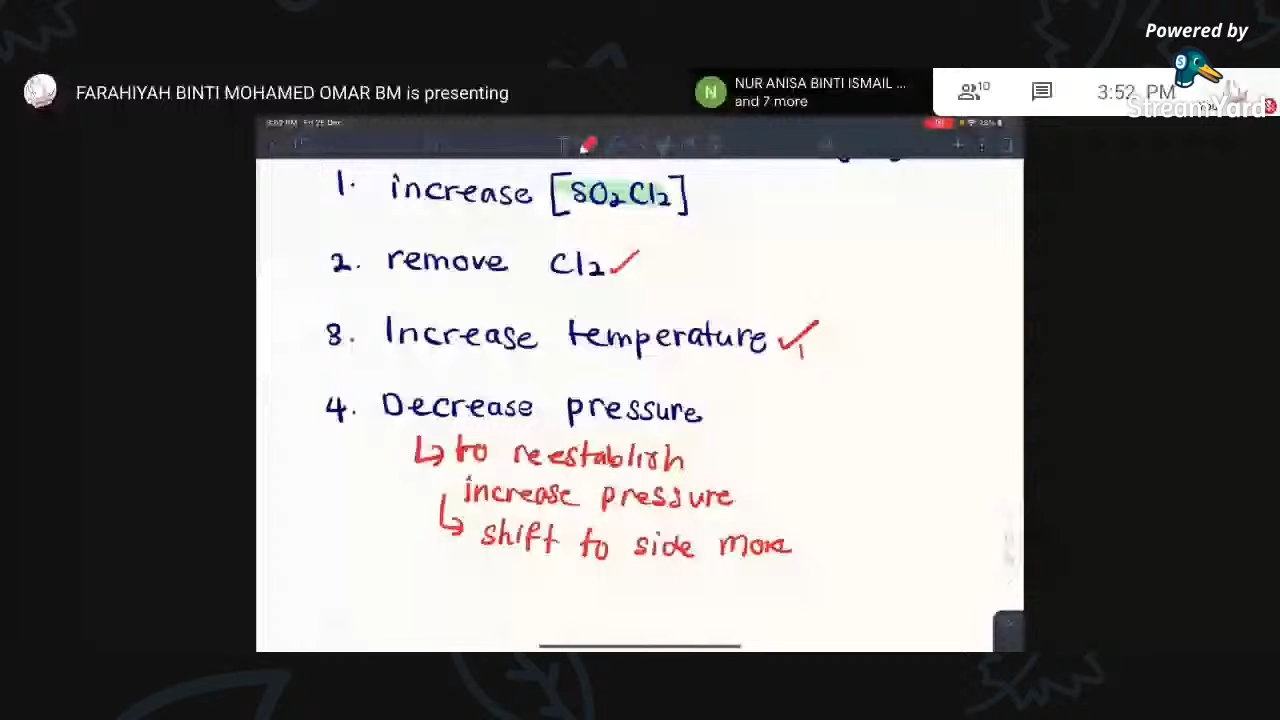 Powered by
FARAHIYAH BINTI MOHAMED OMAR BM is presenting
N
NUR ANISA BINTI ISMAIL ...
and 7 more
10
3:52 PM
StreamYard
1. increase [SO2Cl2]
2. remove Cl2 ✓
3. Increase temperature ✓
4. Decrease pressure
↳ to reestablish
increase pressure
↳ shift to side more